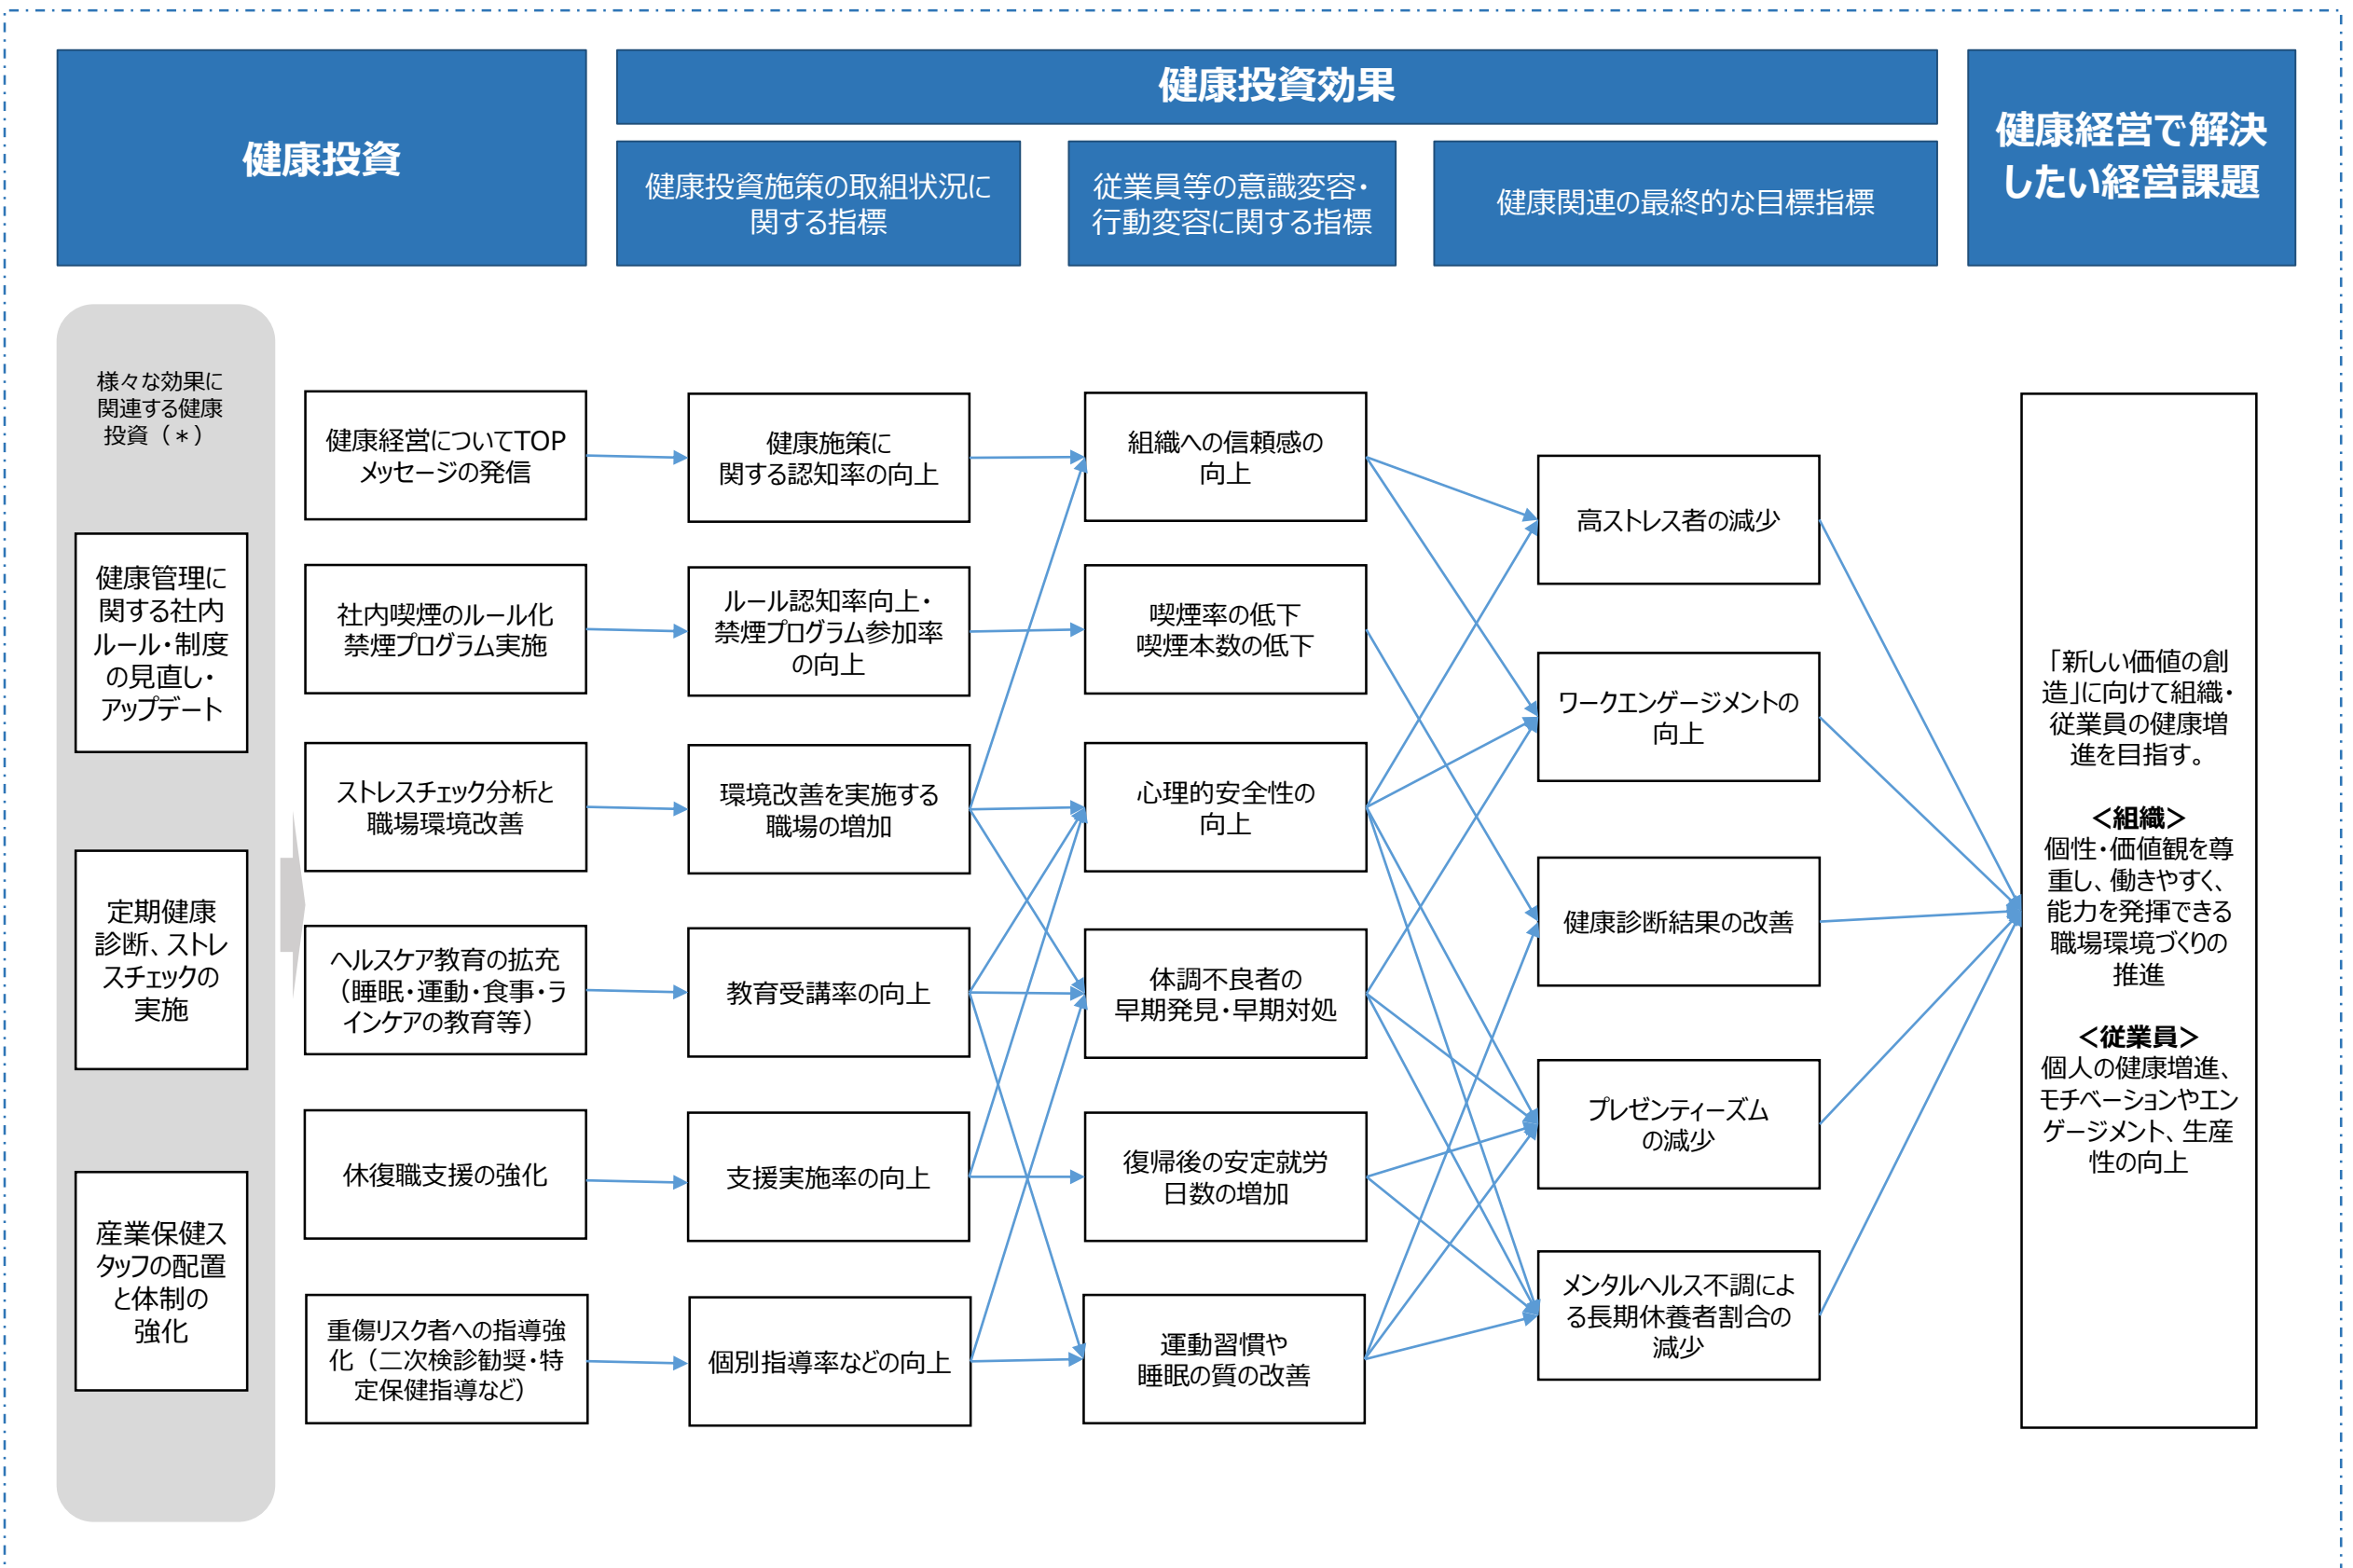 健康投資
健康投資効果
健康投資施策の取組状況に
関する指標
従業員等の意識変容・
行動変容に関する指標
健康関連の最終的な目標指標
健康経営で解決
したい経営課題
様々な効果に
関連する健康
投資（＊）
健康管理に
関する社内
ルール・制度
の見直し・
アップデート
定期健康
診断、ストレ
スチェックの
実施
産業保健ス
タッフの配置
と体制の
強化
健康経営についてTOP
メッセージの発信
社内喫煙のルール化
禁煙プログラム実施
ストレスチェック分析と
職場環境改善
ヘルスケア教育の拡充
（睡眠・運動・食事・ラ
インケアの教育等）
休復職支援の強化
重傷リスク者への指導強
化（二次検診勧奨・特
定保健指導など）
健康施策に
関する認知率の向上
ルール認知率向上・
禁煙プログラム参加率
の向上
環境改善を実施する
職場の増加
教育受講率の向上
支援実施率の向上
個別指導率などの向上
組織への信頼感の
向上
喫煙率の低下
喫煙本数の低下
心理的安全性の
向上
体調不良者の
早期発見・早期対処
復帰後の安定就労
日数の増加
運動習慣や
睡眠の質の改善
高ストレス者の減少
ワークエンゲージメントの
向上
健康診断結果の改善
プレゼンティーズム
の減少
メンタルヘルス不調によ
る長期休養者割合の
減少
「新しい価値の創
造」に向けて組織・
従業員の健康増
進を目指す。
＜組織＞
個性・価値観を尊
重し、働きやすく、
能力を発揮できる
職場環境づくりの
推進
＜従業員＞
個人の健康増進、
モチベーションやエン
ゲージメント、生産
性の向上